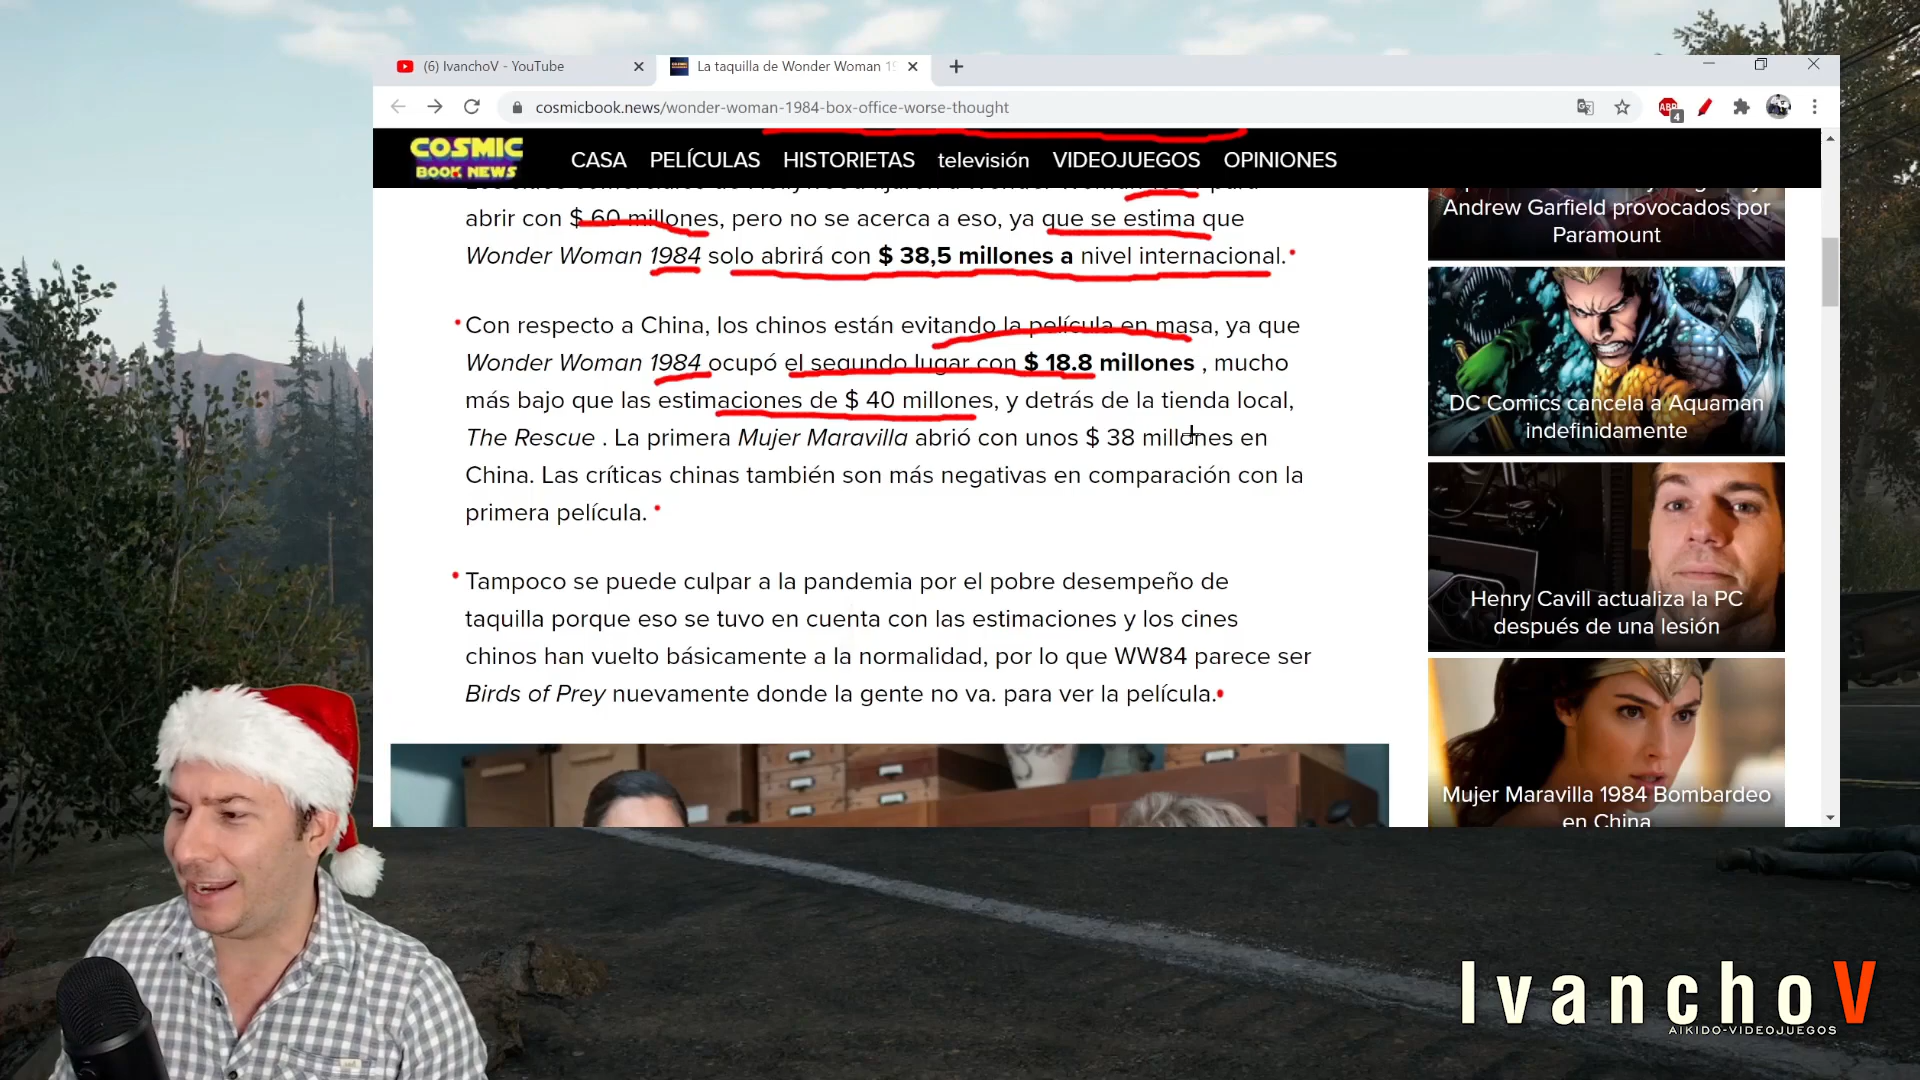 (6) IvanchoV - YouTube
La taquilla de Wonder Woman 19
cosmicbook.news/wonder-woman-1984-box-office-worse-thought
ABP
4
COSMIC
BOOK NEWS
CASA PELÍCULAS HISTORIETAS televisión VIDEOJUEGOS OPINIONES
abrir con $ 60 millones, pero no se acerca a eso, ya que se estima que
Wonder Woman 1984 solo abrirá con $ 38,5 millones a nivel internacional.
Con respecto a China, los chinos están evitando la película en masa, ya que
Wonder Woman 1984 ocupó el segundo lugar con $ 18.8 millones , mucho
más bajo que las estimaciones de $ 40 millones, y detrás de la tienda local,
The Rescue . La primera Mujer Maravilla abrió con unos $ 38 millones en
China. Las críticas chinas también son más negativas en comparación con la
primera película.
Tampoco se puede culpar a la pandemia por el pobre desempeño de
taquilla porque eso se tuvo en cuenta con las estimaciones y los cines
chinos han vuelto básicamente a la normalidad, por lo que WW84 parece ser
Birds of Prey nuevamente donde la gente no va. para ver la película.
Andrew Garfield provocados por
Paramount
DC Comics cancela a Aquaman
indefinidamente
Henry Cavill actualiza la PC
después de una lesión
Mujer Maravilla 1984 Bombardeo
en China
IvanchoV
AIKIDO-VIDEOJUEGOS